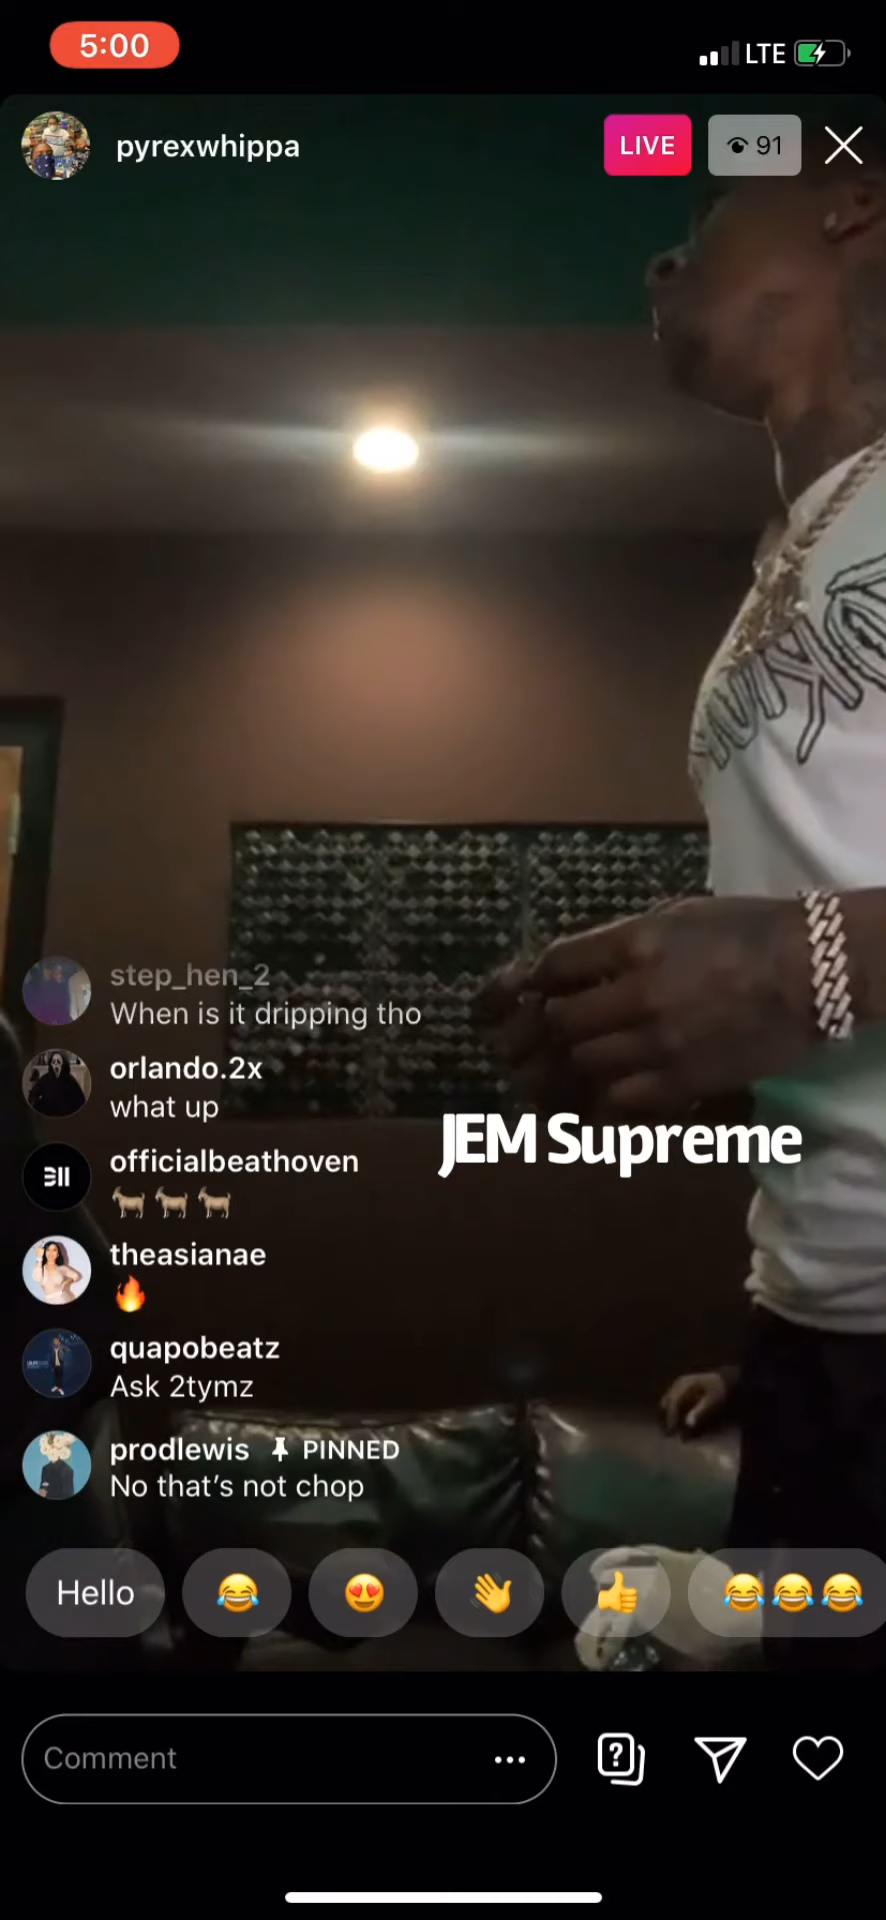 5:00
LTE
pyrexwhippa
LIVE
91
step_hen_2
When is it dripping tho
orlando.2x
what up
JEM Supreme
officialbeathoven
🐐🐐🐐
theasianae
🔥
quapobeatz
Ask 2tymz
prodlewis PINNED
No that's not chop
Hello 😂 😍 👋 👍 😂😂😂
Comment